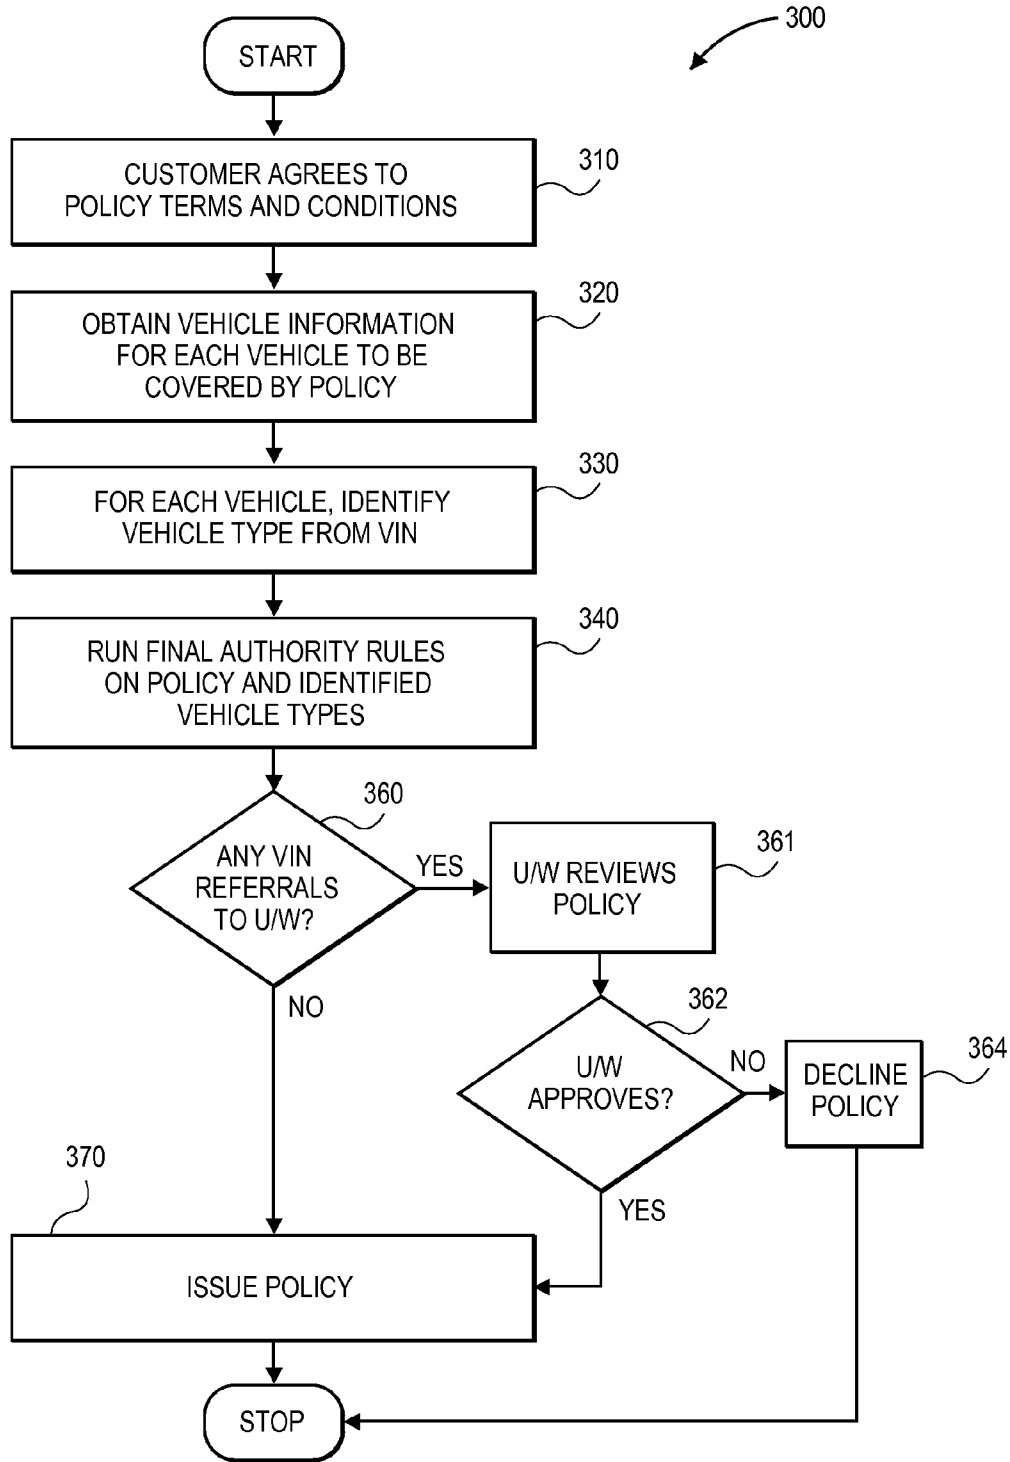 300
START
310
CUSTOMER AGREES TO
POLICY TERMS AND CONDITIONS
320
OBTAIN VEHICLE INFORMATION
FOR EACH VEHICLE TO BE
COVERED BY POLICY
330
FOR EACH VEHICLE, IDENTIFY
VEHICLE TYPE FROM VIN
340
RUN FINAL AUTHORITY RULES
ON POLICY AND IDENTIFIED
VEHICLE TYPES
360
ANY VIN
REFERRALS
TO U/W?
YES
NO
361
U/W REVIEWS
POLICY
362
U/W
APPROVES?
NO
YES
364
DECLINE
POLICY
370
ISSUE POLICY
STOP